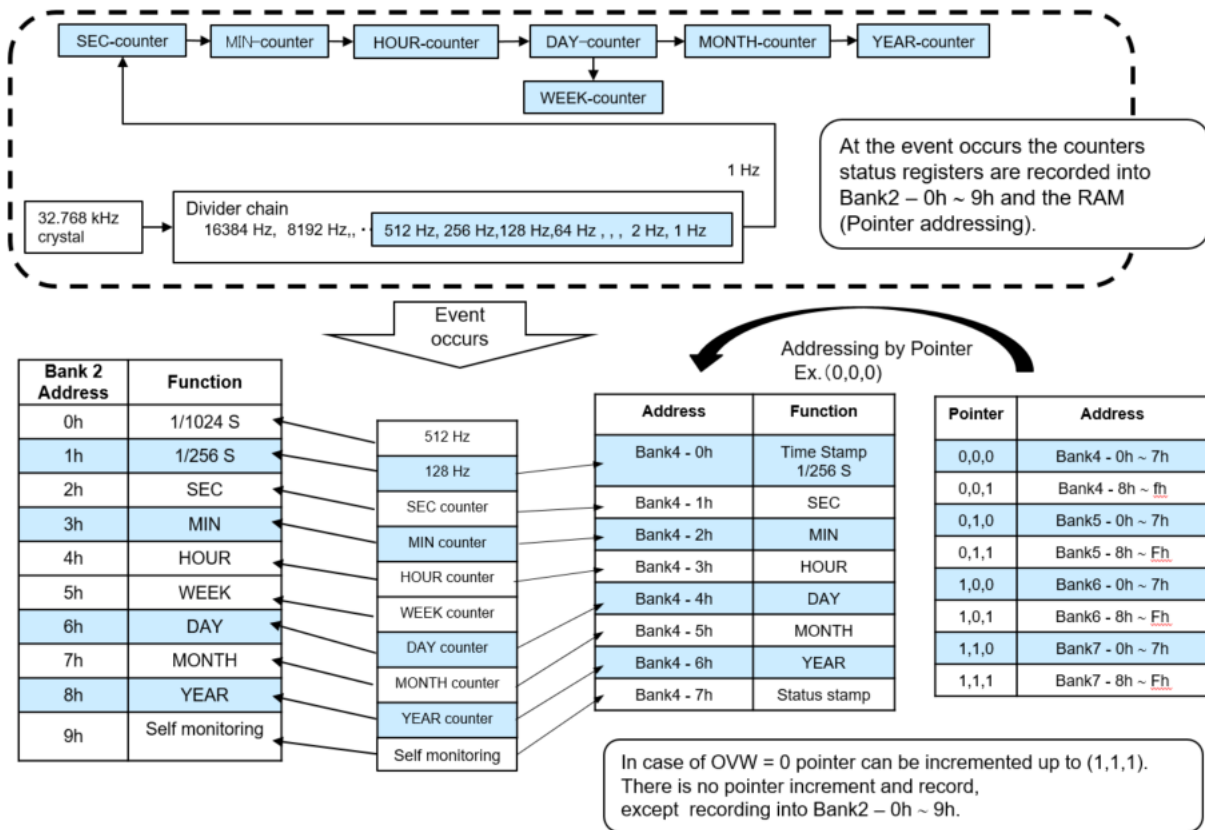 SEC-counter
MIN-counter
HOUR-counter
DAY-counter
MONTH-counter
YEAR-counter
WEEK-counter
1 Hz
At the event occurs the counters
status registers are recorded into
Bank2 – 0h ~ 9h and the RAM
(Pointer addressing).
32.768 kHz
crystal
Divider chain
16384 Hz, 8192 Hz,, ・・
512 Hz, 256 Hz,128 Hz,64 Hz , , , 2 Hz, 1 Hz
Event
occurs
Addressing by Pointer
Ex. (0,0,0)
Bank 2
Address
Function
0h 1/1024 S
1h 1/256 S
2h SEC
3h MIN
4h HOUR
5h WEEK
6h DAY
7h MONTH
8h YEAR
9h Self monitoring
512 Hz
128 Hz
SEC counter
MIN counter
HOUR counter
WEEK counter
DAY counter
MONTH counter
YEAR counter
Self monitoring
Address Function
Bank4 - 0h Time Stamp
1/256 S
Bank4 - 1h SEC
Bank4 - 2h MIN
Bank4 - 3h HOUR
Bank4 - 4h DAY
Bank4 - 5h MONTH
Bank4 - 6h YEAR
Bank4 - 7h Status stamp
Pointer Address
0,0,0 Bank4 - 0h ~ 7h
0,0,1 Bank4 - 8h ~ fh
0,1,0 Bank5 - 0h ~ 7h
0,1,1 Bank5 - 8h ~ Fh
1,0,0 Bank6 - 0h ~ 7h
1,0,1 Bank6 - 8h ~ Fh
1,1,0 Bank7 - 0h ~ 7h
1,1,1 Bank7 - 8h ~ Fh
In case of OVW = 0 pointer can be incremented up to (1,1,1).
There is no pointer increment and record,
except recording into Bank2 – 0h ~ 9h.